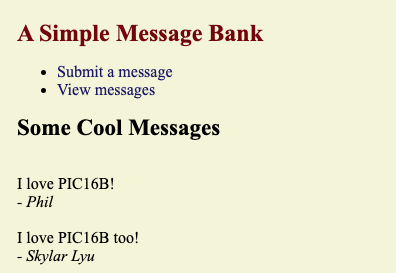 A Simple Message Bank
Submit a message
View messages
Some Cool Messages
I love PIC16B!
- Phil
I love PIC16B too!
- Skylar Lyu